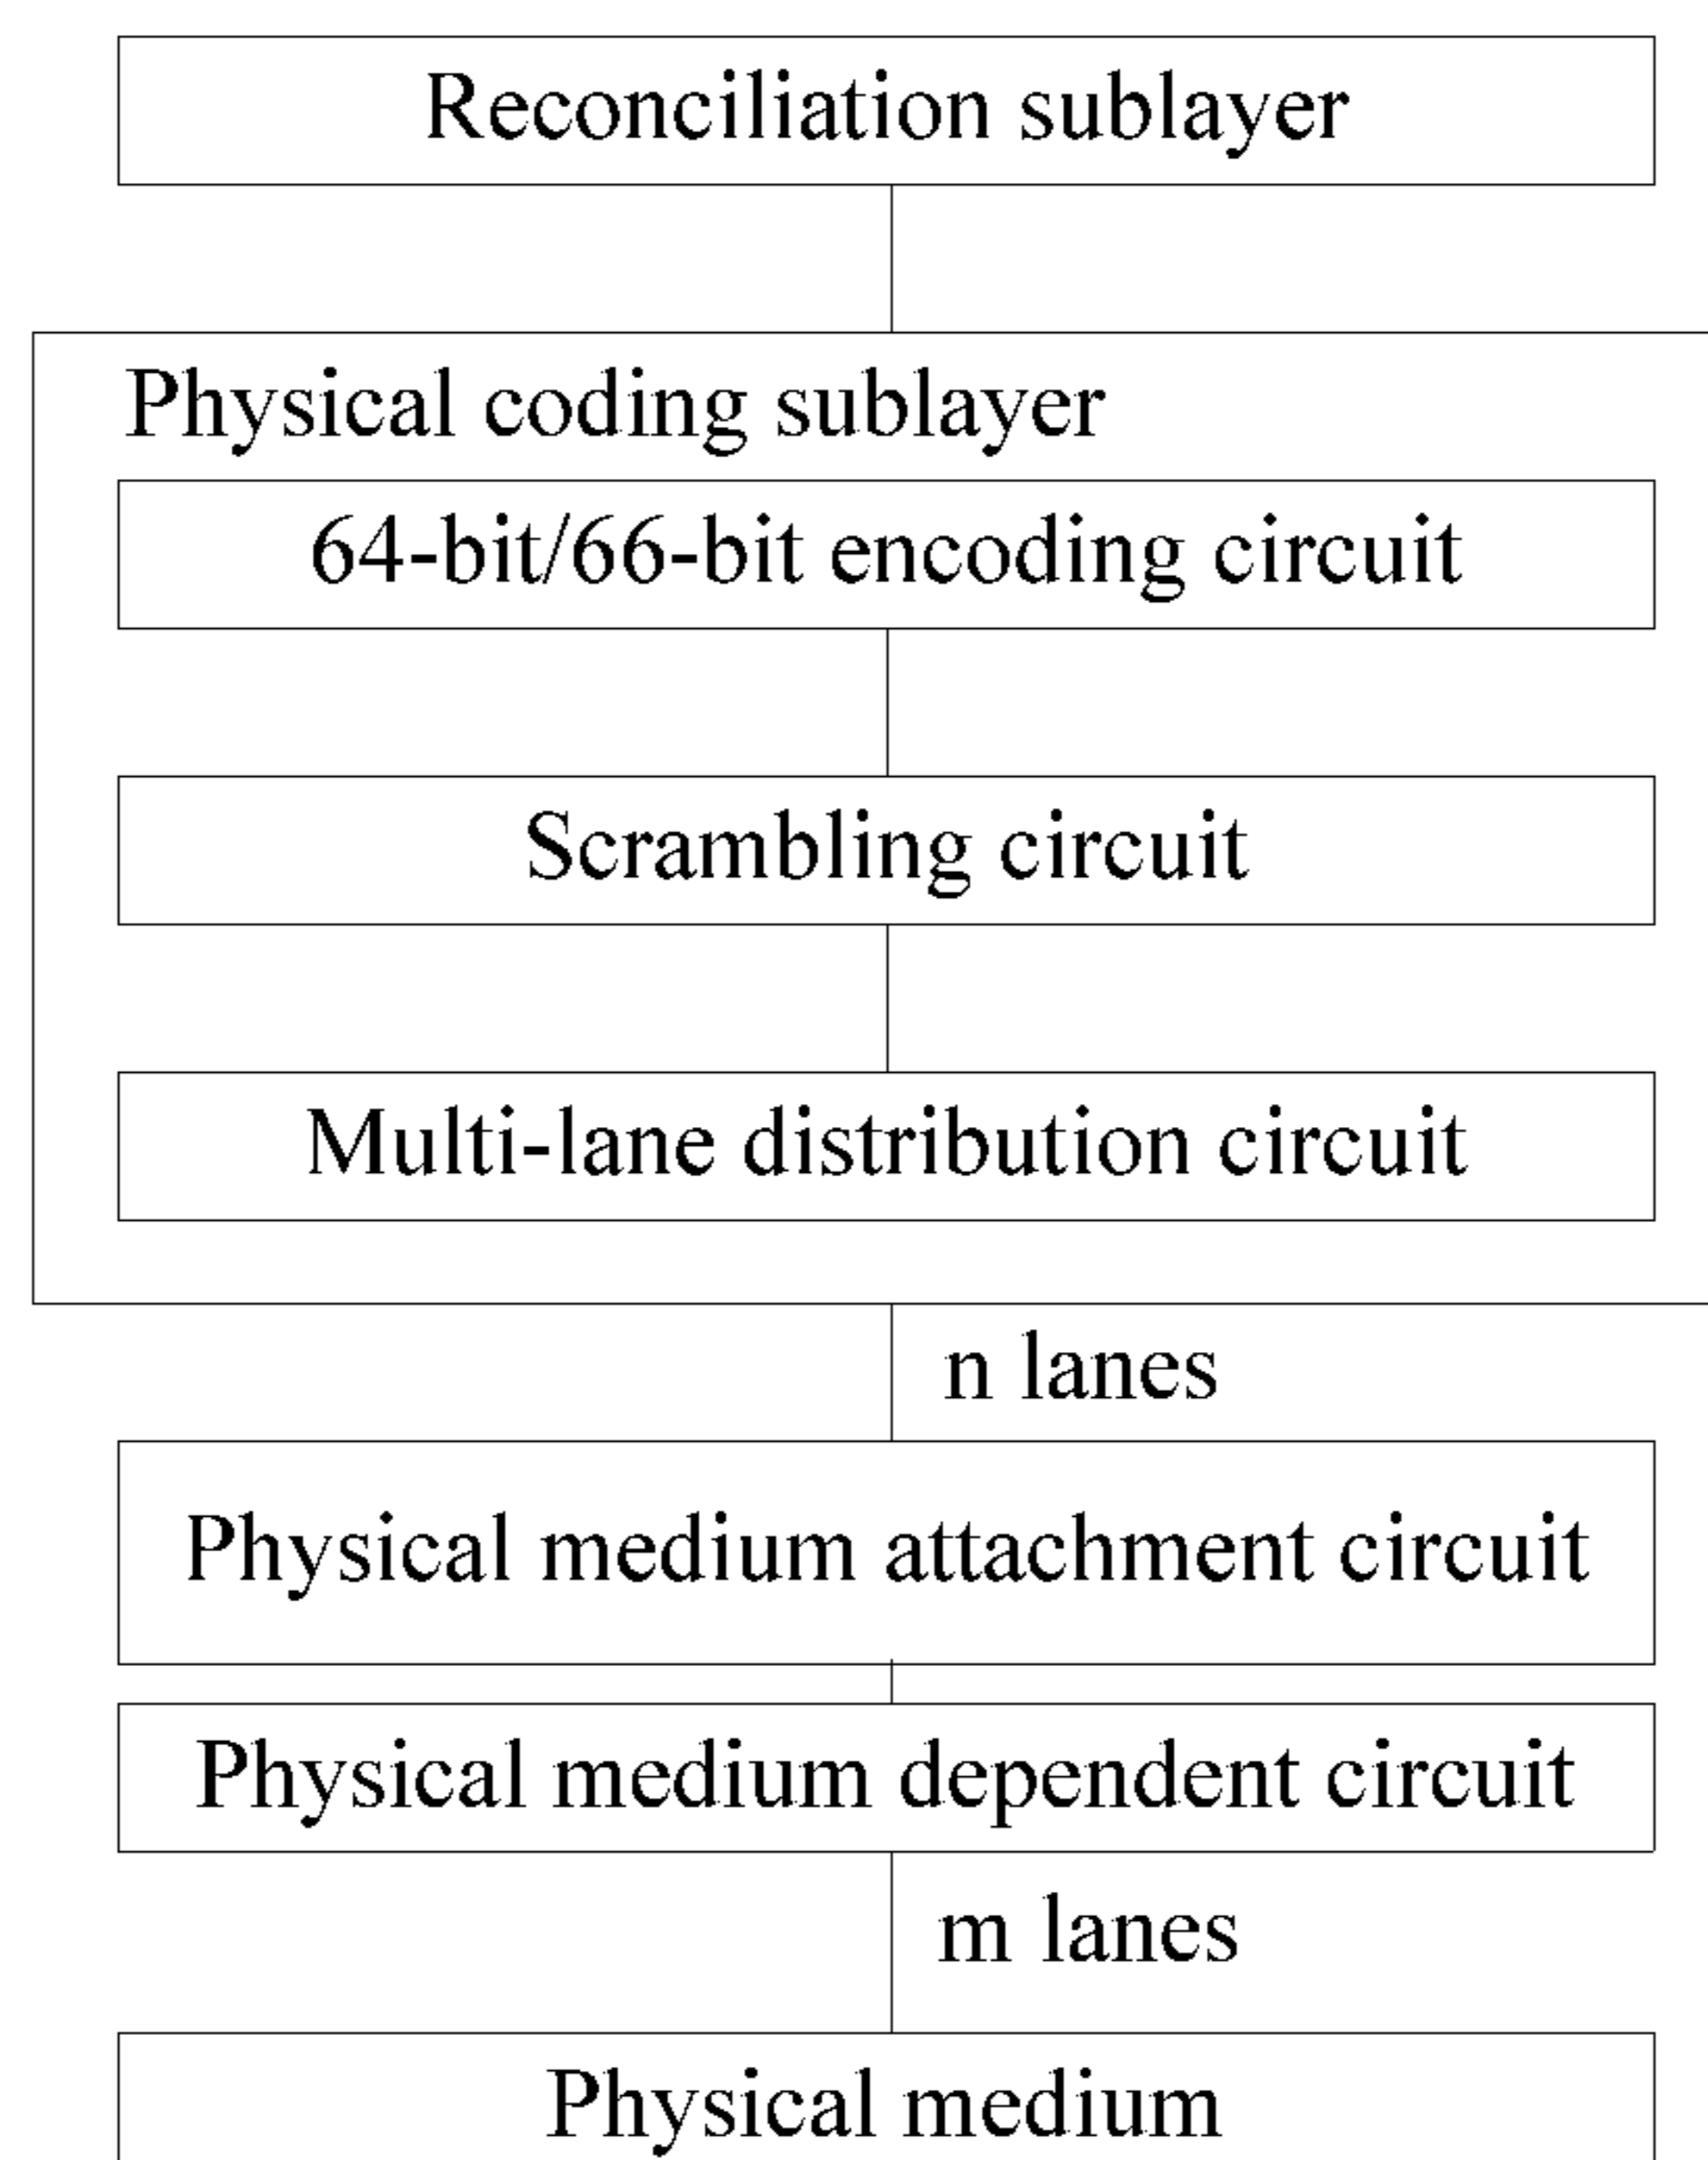 Reconciliation sublayer
Physical coding sublayer
64-bit/66-bit encoding circuit
Scrambling circuit
Multi-lane distribution circuit
n lanes
Physical medium attachment circuit
Physical medium dependent circuit
m lanes
Physical medium